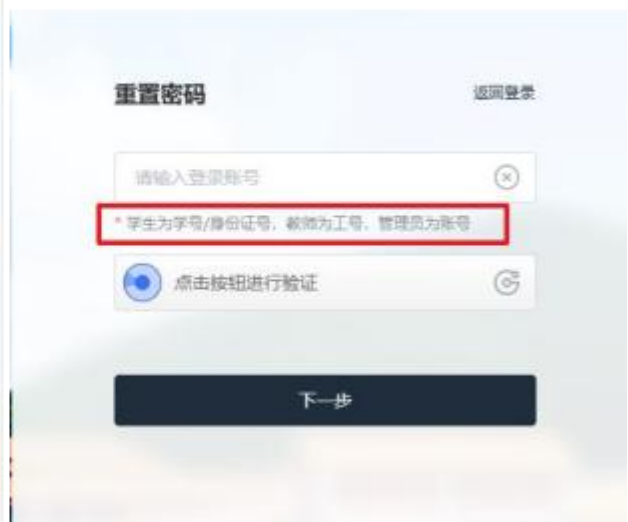 重置密码 返回登录
请输入登录账号
* 学生为学号/身份证号，教师为工号，管理员为账号
点击按钮进行验证
下一步